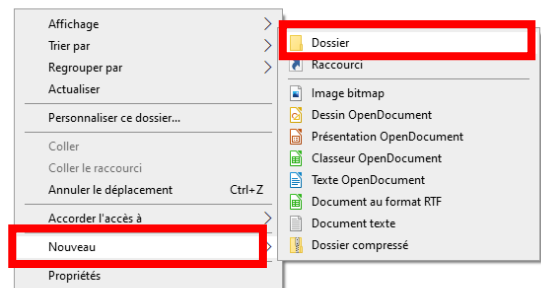 Affichage
Trier par
Regrouper par
Actualiser
Personnaliser ce dossier...
Coller
Coller le raccourci
Annuler le déplacement Ctrl+Z
Accorder l'accès à
Nouveau
Propriétés
Dossier
Raccourci
Image bitmap
Dessin OpenDocument
Présentation OpenDocument
Classeur OpenDocument
Texte OpenDocument
Document au format RTF
Document texte
Dossier compressé